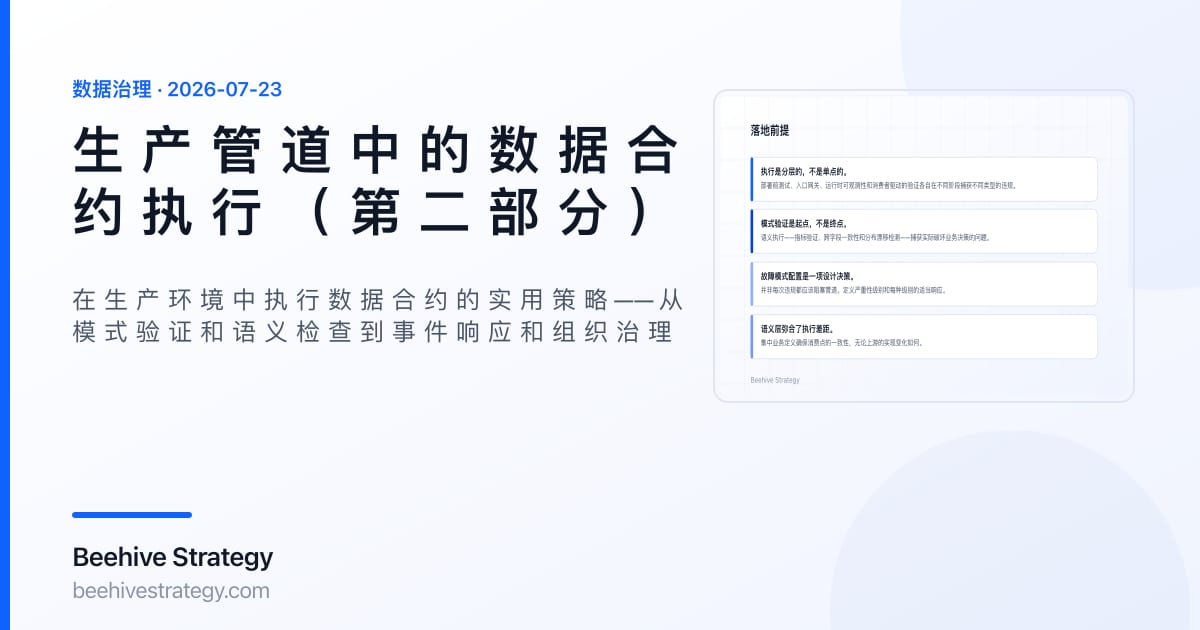 数据治理 · 2026-07-23
生产管道中的数据合
约执行（第二部分）
在生产环境中执行数据合约的实用策略——从
模式验证和语义检查到事件响应和组织治理
落地前提
执行是分层的，不是单点的。
部署前测试、入口网关、运行时可观测性和消费者驱动的验证各自在不同阶段捕获不同类型的违规。
模式验证是起点，不是终点。
语义执行——指标验证、跨字段一致性和分布漂移检测——捕获实际破坏业务决策的问题。
故障模式配置是一项设计决策。
并非每次违规都应该阻塞管道，定义严重性级别和每种级别的适当响应。
语义层弥合了执行差距。
集中业务定义确保消费点的一致性，无论上游的实现变化如何。
Beehive Strategy
Beehive Strategy
beehivestrategy.com